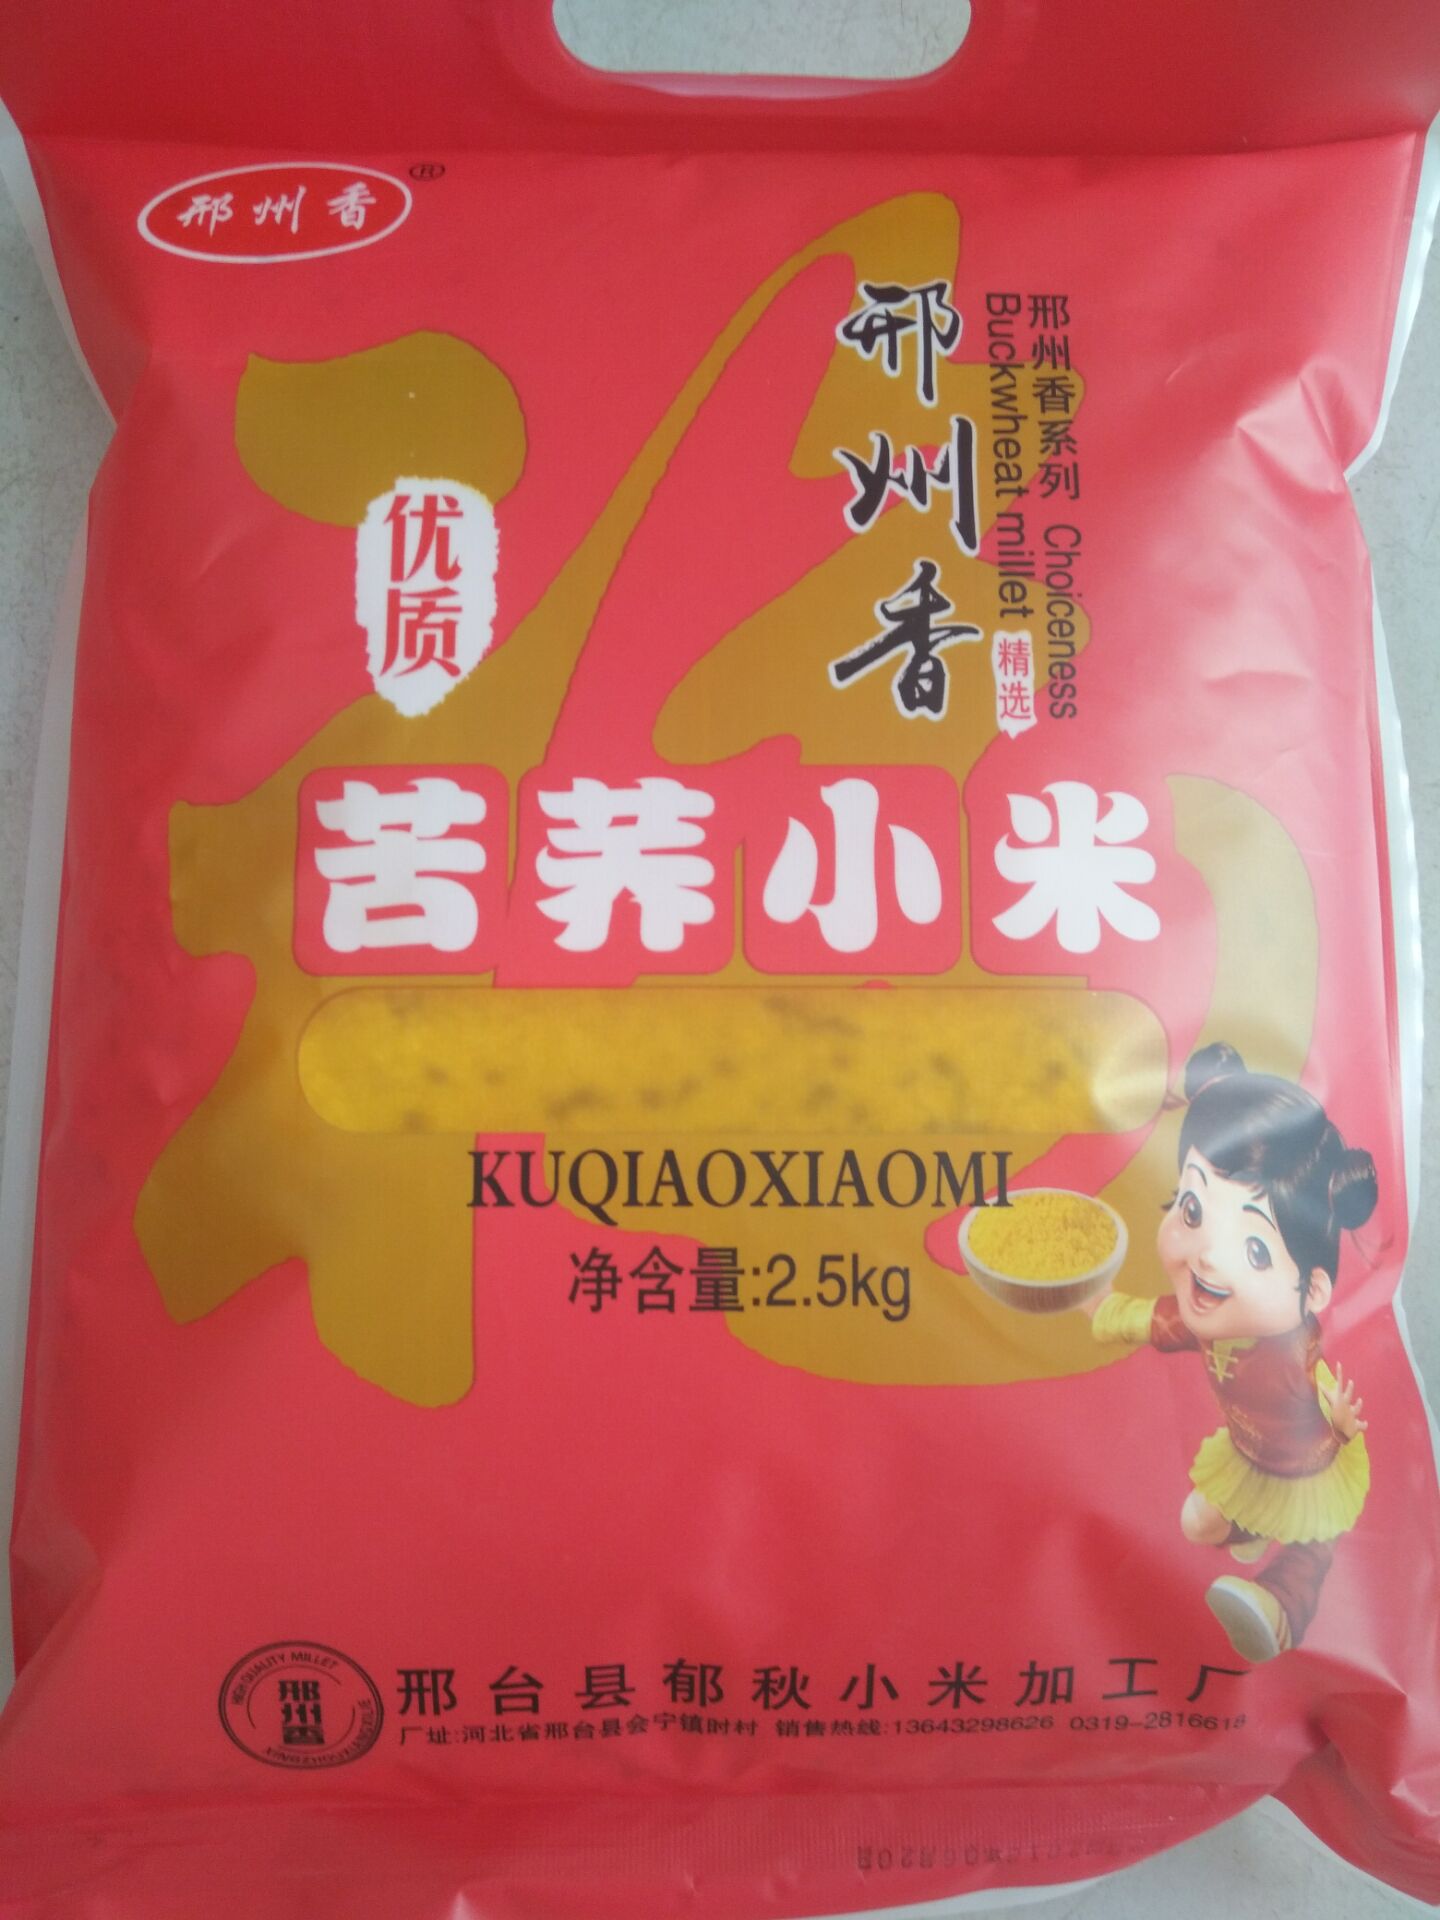 邢州香®
邢州香
邢州香系列 Choiceness
Buckwheat millet 精选
优质
苦荞小米
KUQIAOXIAOMI
净含量:2.5kg
HIGH QUALITY MILLET
邢州香
邢台县郁秋小米加工厂
厂址:河北省邢台县会宁镇时村 销售热线:13643298626 0319-2816618